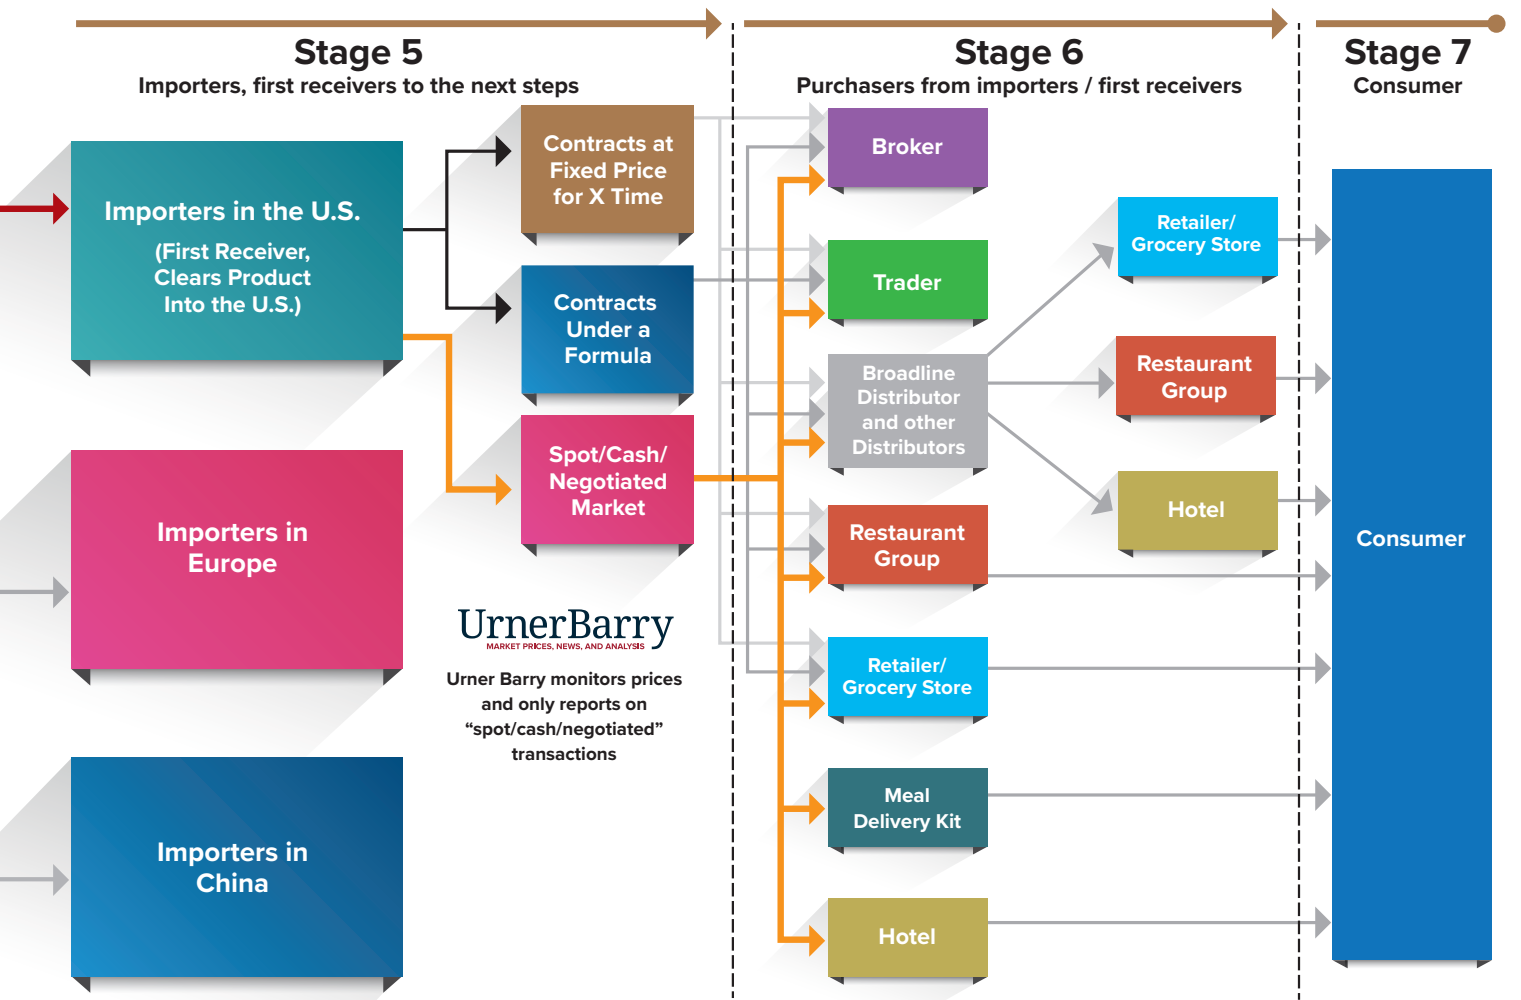 Stage 5
Importers, first receivers to the next steps
Importers in the U.S.
(First Receiver,
Clears Product
Into the U.S.)
Importers in
Europe
Importers in
China
Contracts at
Fixed Price
for X Time
Contracts
Under a
Formula
Spot/Cash/
Negotiated
Market
UrnerBarry
MARKET PRICES, NEWS, AND ANALYSIS
Urner Barry monitors prices
and only reports on
“spot/cash/negotiated”
transactions
Stage 6
Purchasers from importers / first receivers
Broker
Trader
Broadline
Distributor
and other
Distributors
Restaurant
Group
Retailer/
Grocery Store
Meal
Delivery Kit
Hotel
Retailer/
Grocery Store
Restaurant
Group
Hotel
Stage 7
Consumer
Consumer